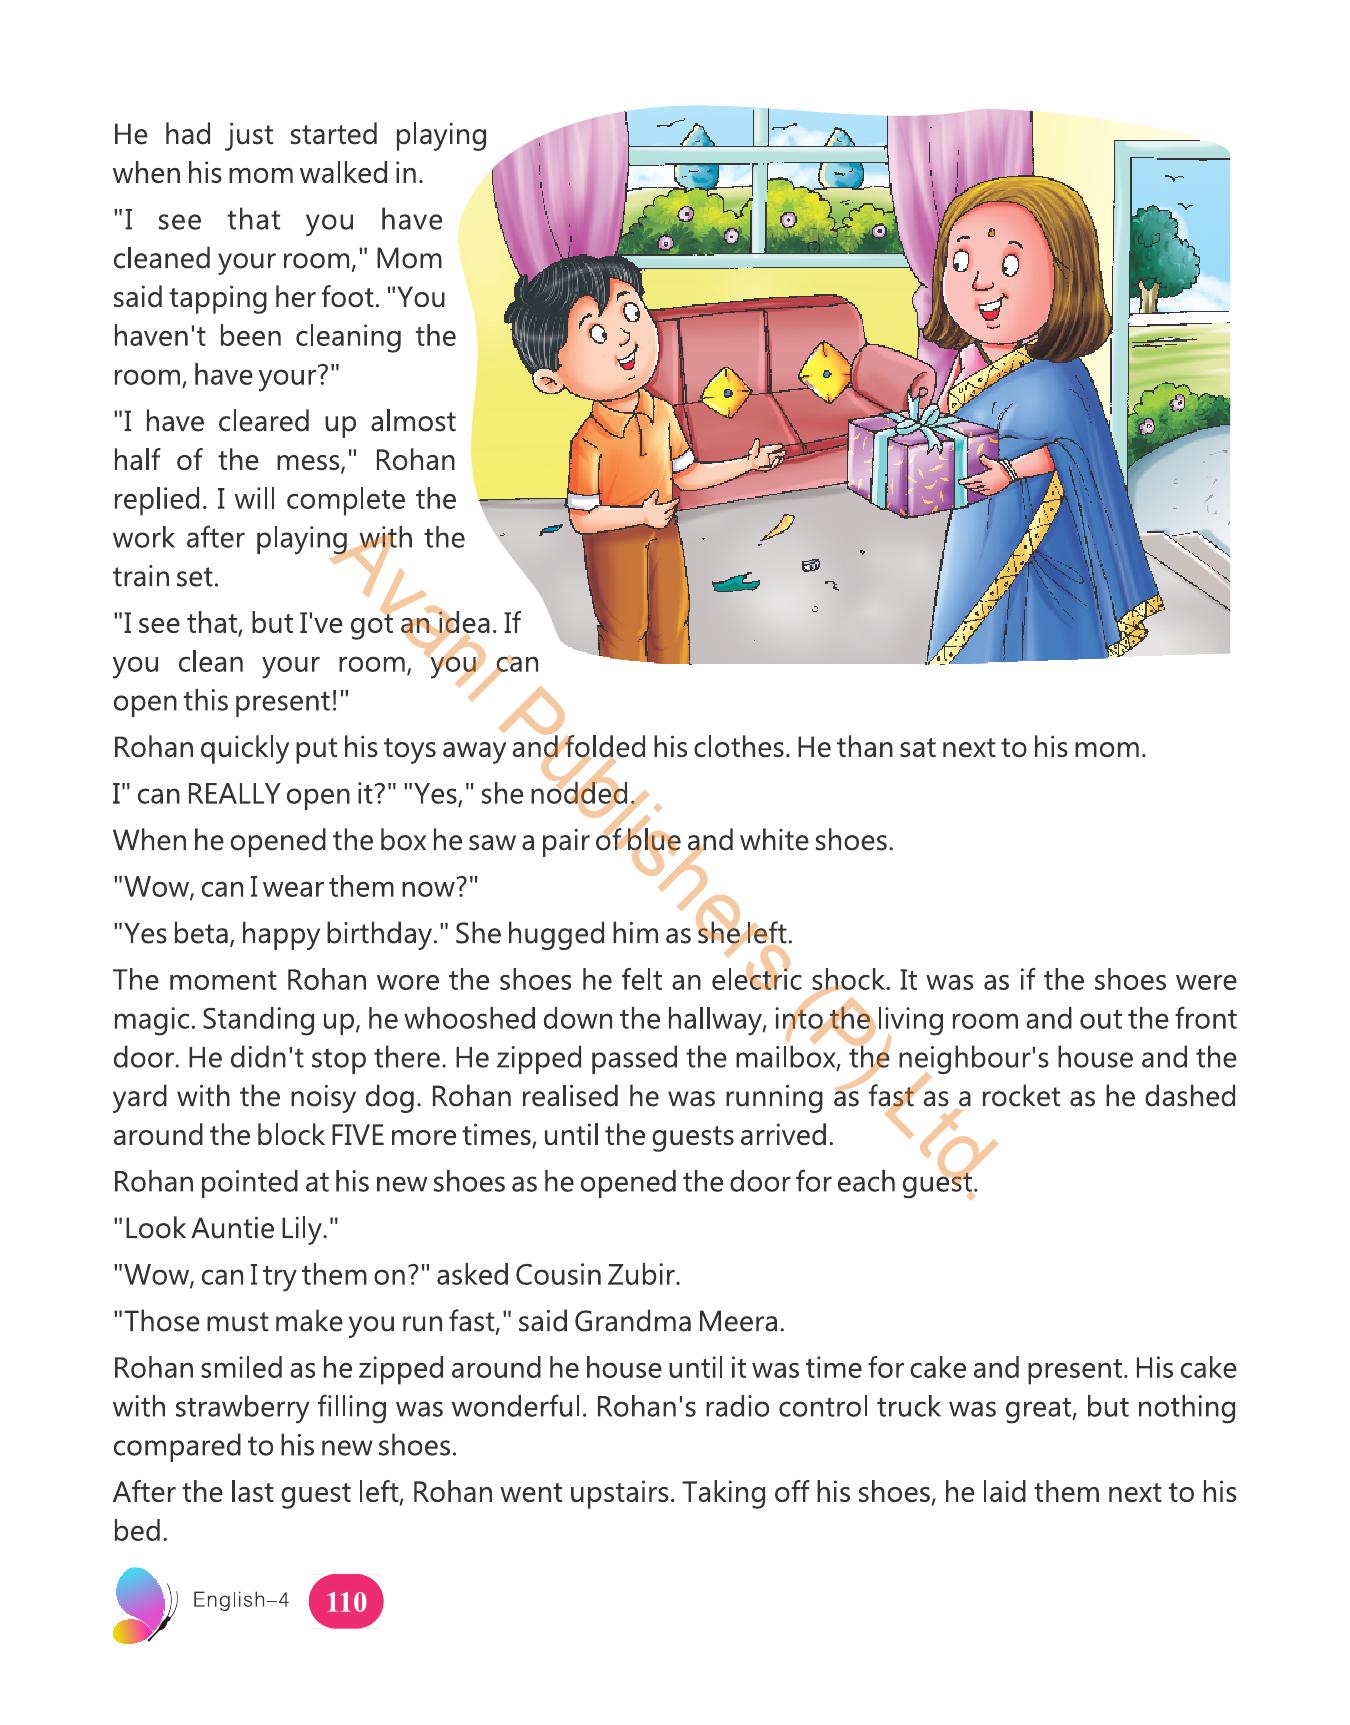 He had just started playing
when his mom walked in.
"I see that you have
cleaned your room," Mom
said tapping her foot. "You
haven't been cleaning the
room, have your?"
"I have cleared up almost
half of the mess," Rohan
replied. I will complete the
work after playing with the
train set.
"I see that, but I've got an idea. If
you clean your room, you can
open this present!"
Rohan quickly put his toys away and folded his clothes. He than sat next to his mom.
I" can REALLY open it?" "Yes," she nodded.
When he opened the box he saw a pair of blue and white shoes.
"Wow, can I wear them now?"
"Yes beta, happy birthday." She hugged him as she left.
The moment Rohan wore the shoes he felt an electric shock. It was as if the shoes were
magic. Standing up, he whooshed down the hallway, into the living room and out the front
door. He didn't stop there. He zipped passed the mailbox, the neighbour's house and the
yard with the noisy dog. Rohan realised he was running as fast as a rocket as he dashed
around the block FIVE more times, until the guests arrived.
Rohan pointed at his new shoes as he opened the door for each guest.
"Look Auntie Lily."
"Wow, can I try them on?" asked Cousin Zubir.
"Those must make you run fast," said Grandma Meera.
Rohan smiled as he zipped around he house until it was time for cake and present. His cake
with strawberry filling was wonderful. Rohan's radio control truck was great, but nothing
compared to his new shoes.
After the last guest left, Rohan went upstairs. Taking off his shoes, he laid them next to his
bed.
English–4 110
Avani Publishers (P) Ltd.